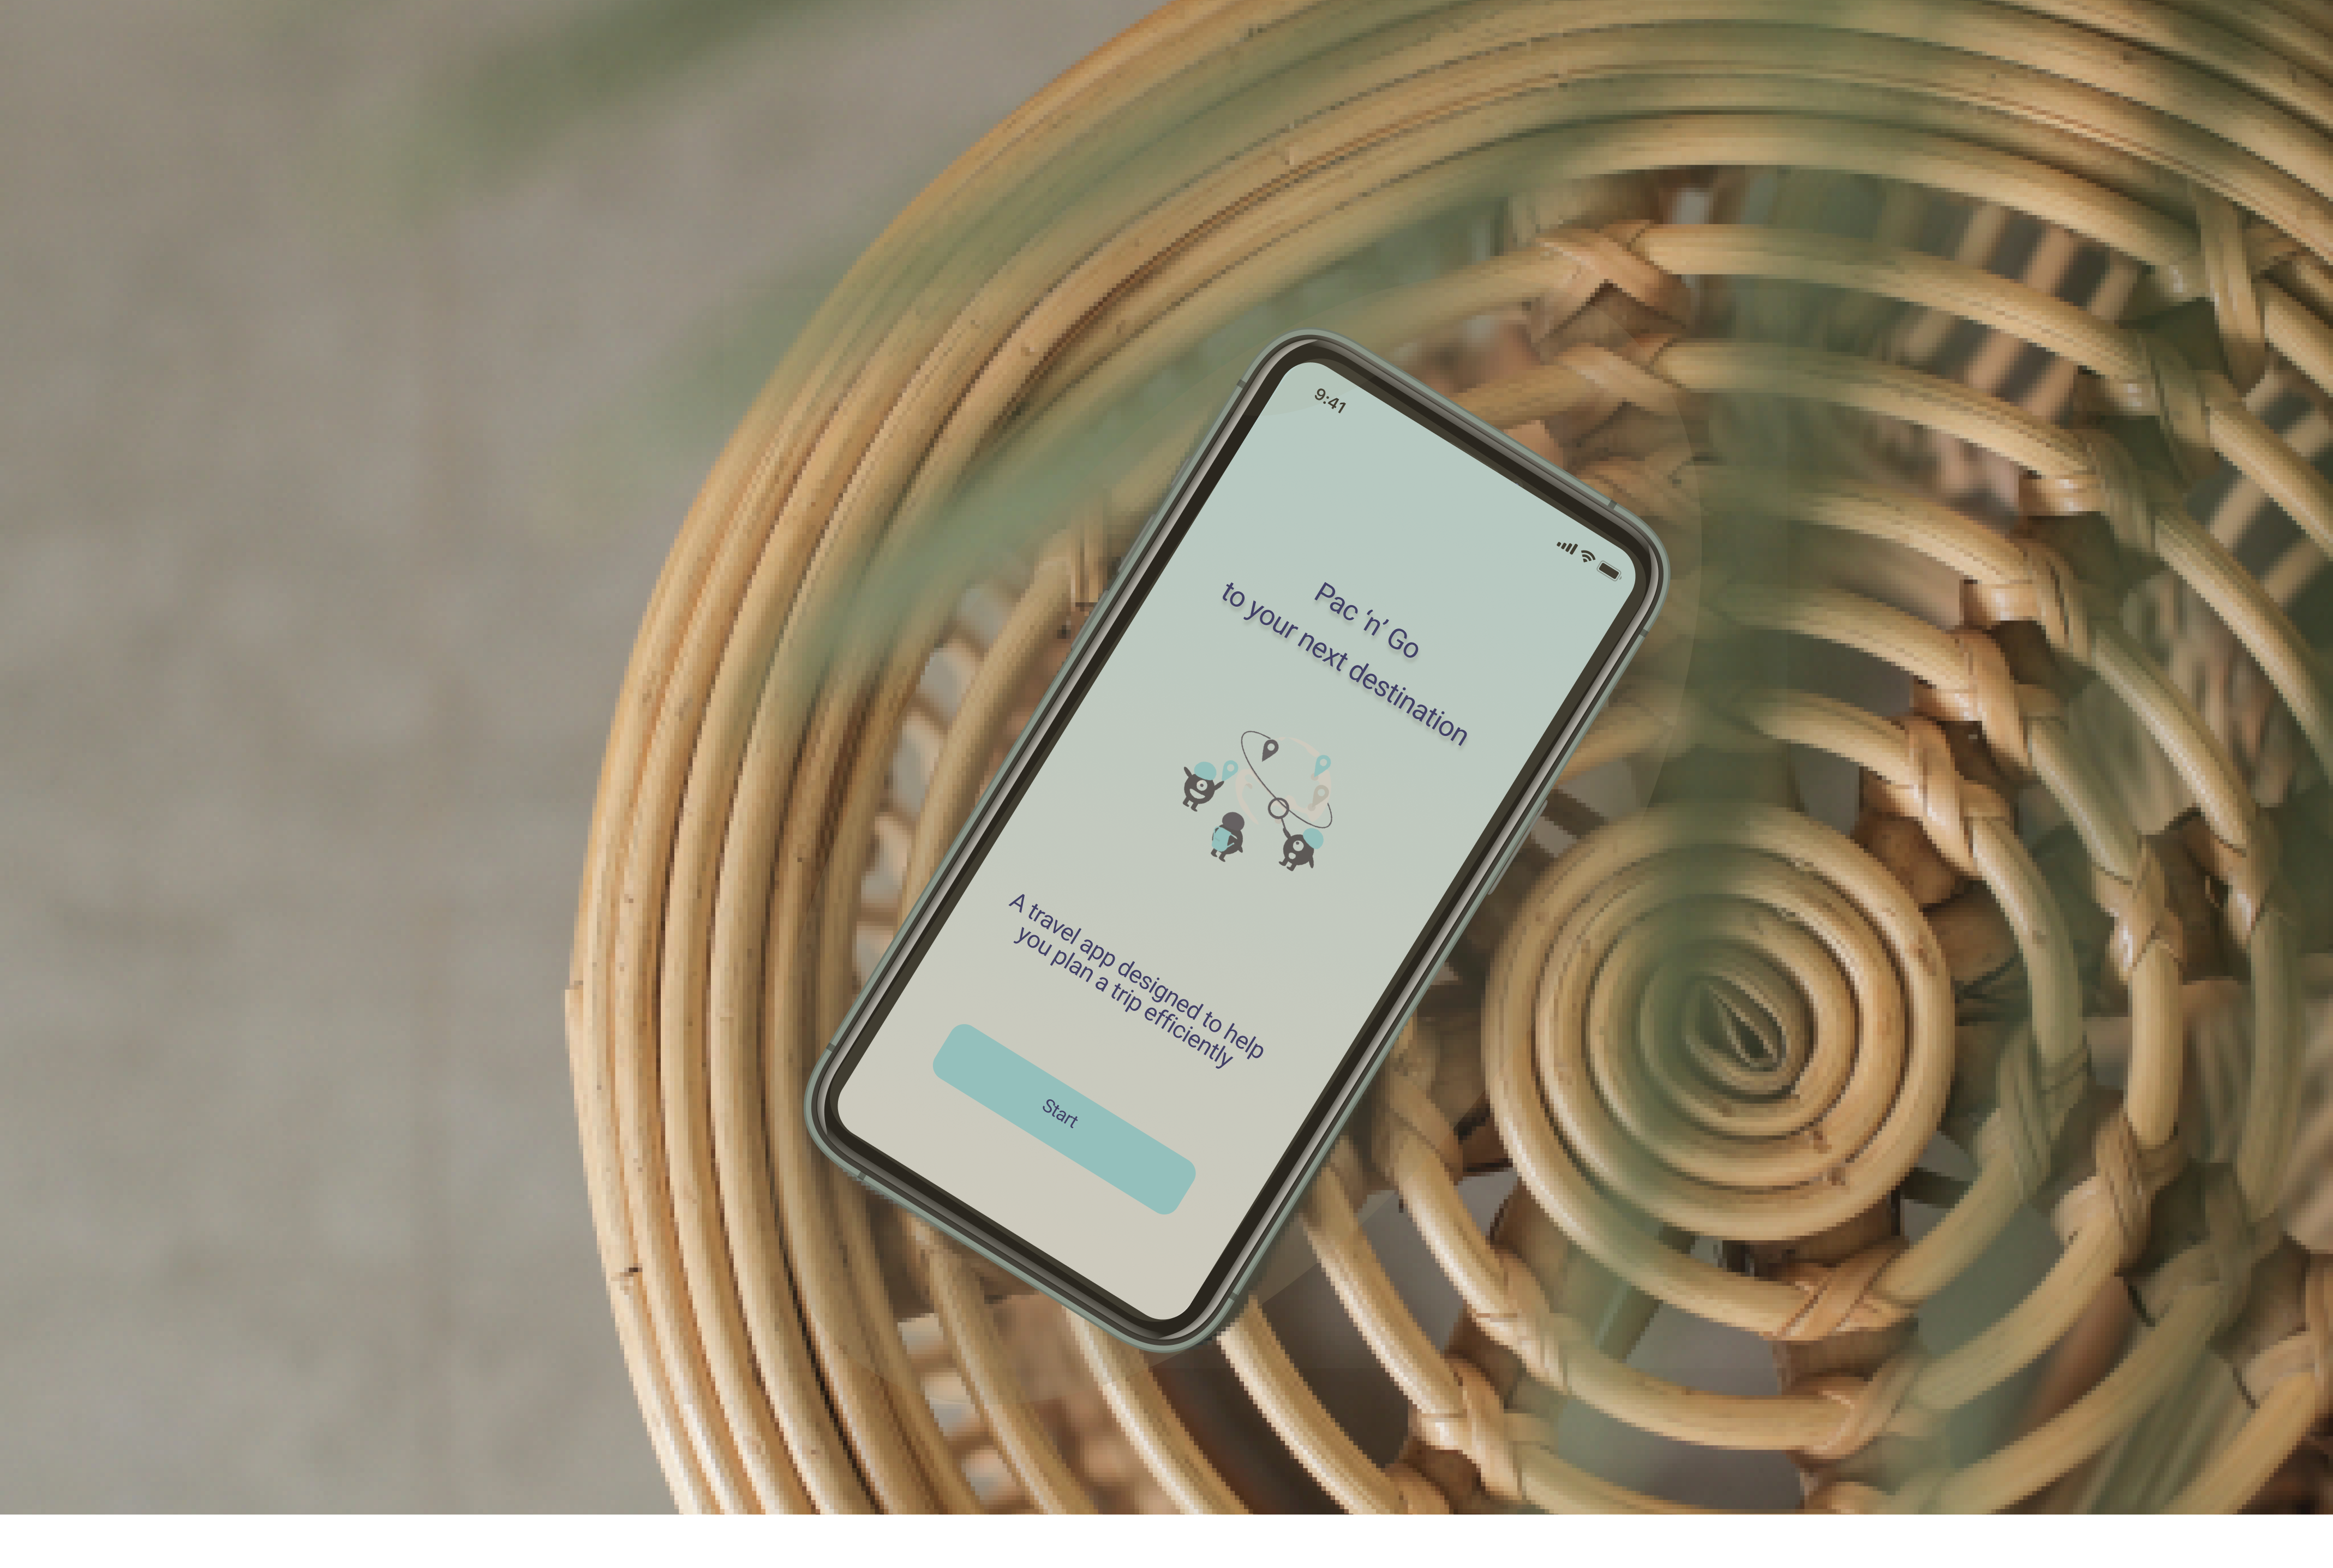 9:41
Pac ‘n’ Go
to your next destination
A travel app designed to help
you plan a trip efficiently
Start